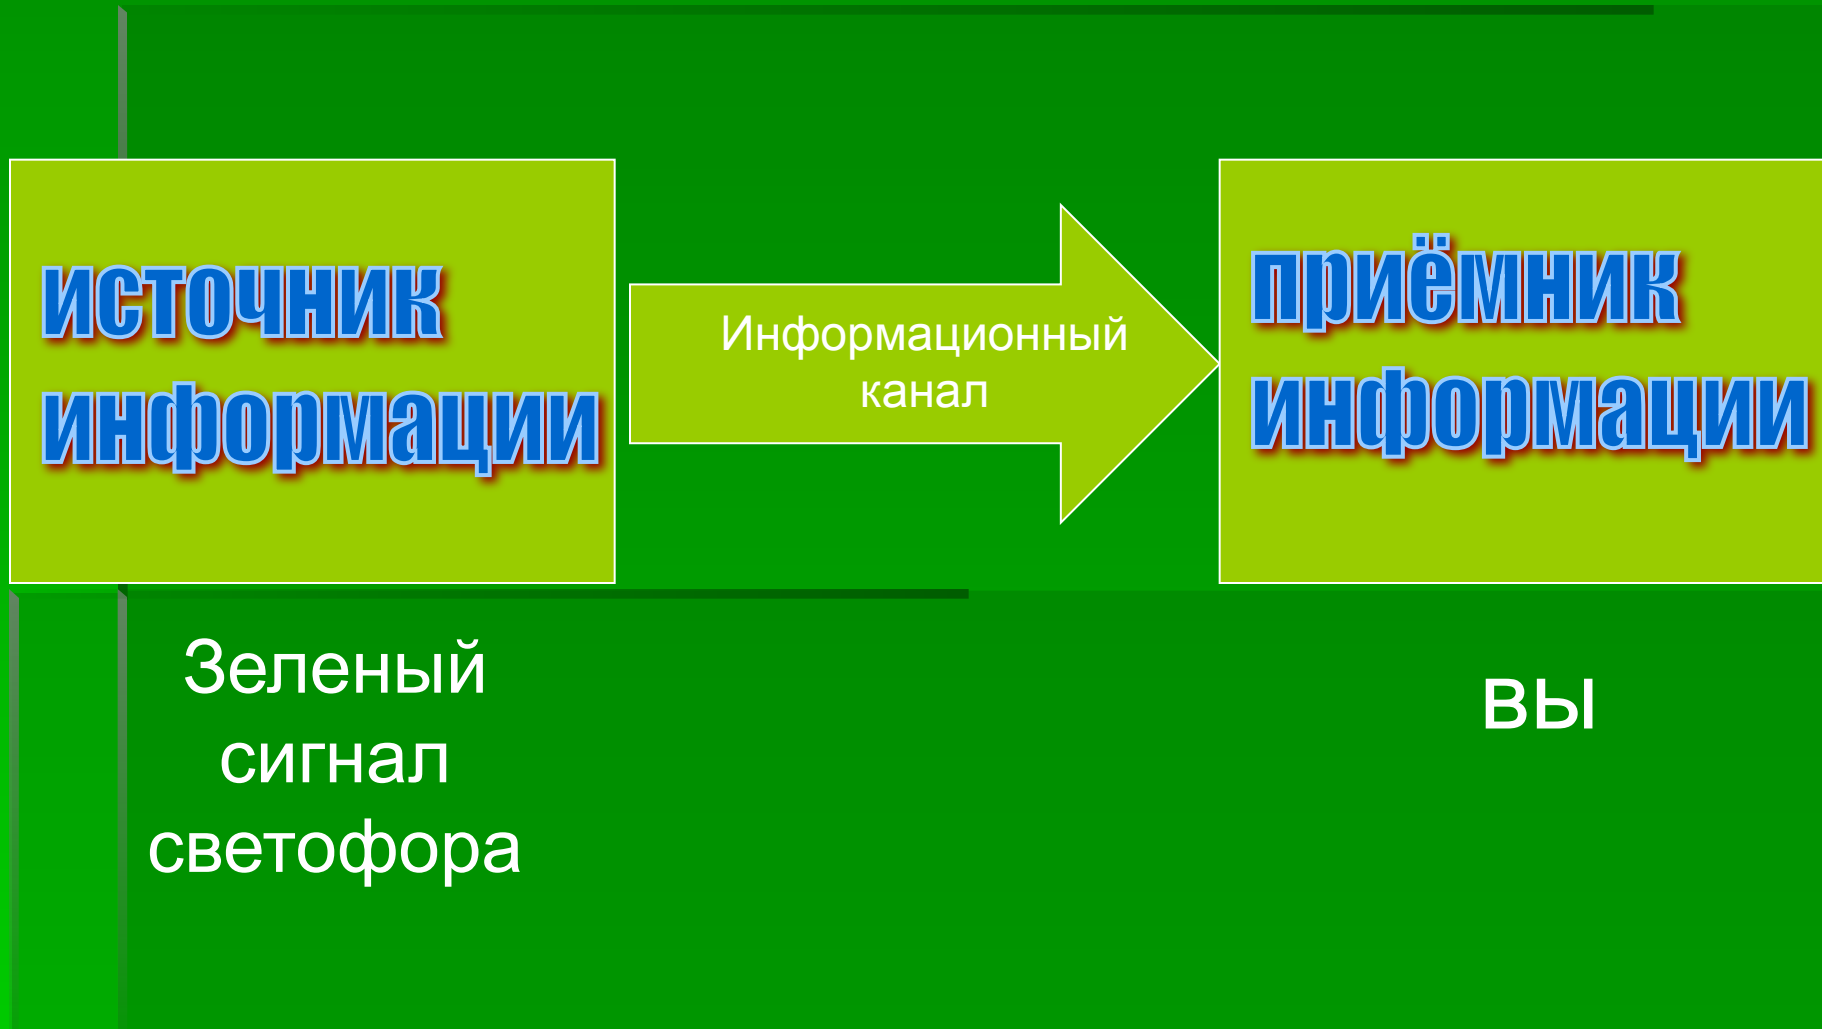 источник
информации
Информационный
канал
приёмник
информации
Зеленый
сигнал
светофора
вы